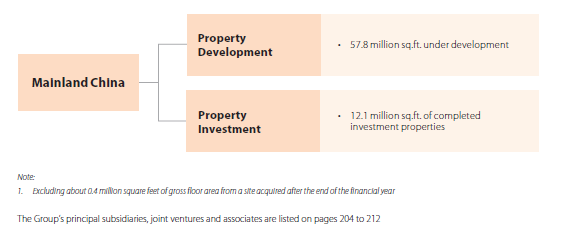 Mainland China
Property
Development
• 57.8 million sq.ft. under development
Property
Investment
• 12.1 million sq.ft. of completed
investment properties
Note:
1. Excluding about 0.4 million square feet of gross floor area from a site acquired after the end of the financial year
The Group's principal subsidiaries, joint ventures and associates are listed on pages 204 to 212